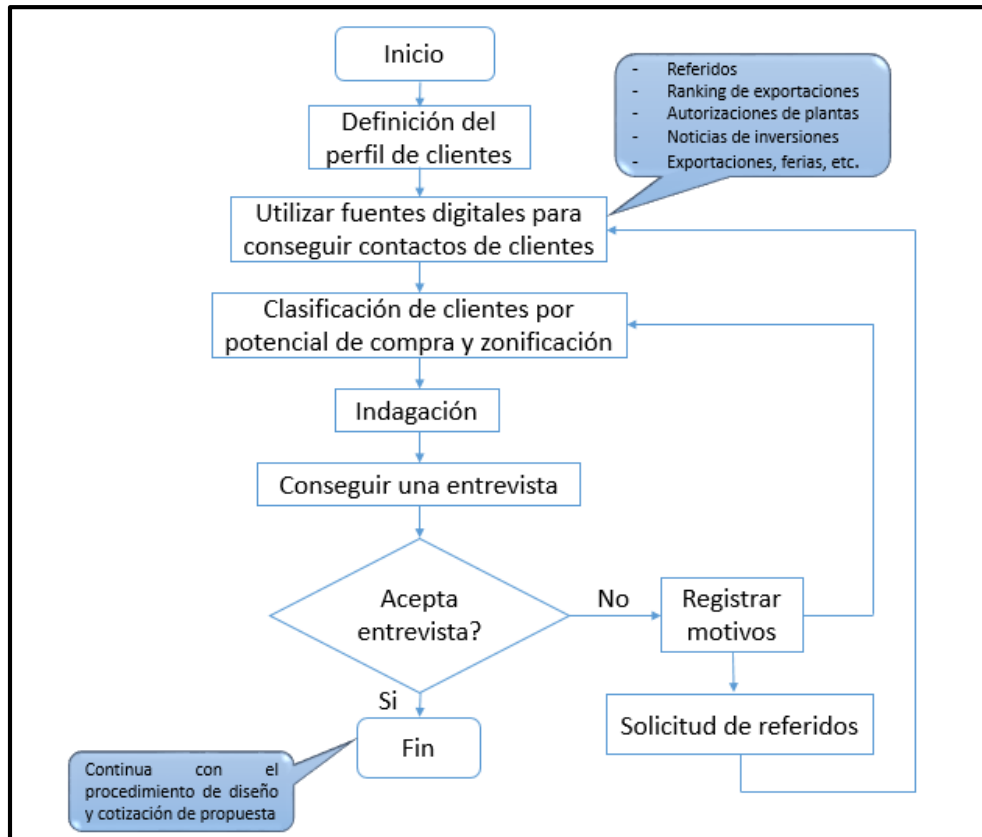 Inicio
- Referidos
- Ranking de exportaciones
- Autorizaciones de plantas
- Noticias de inversiones
- Exportaciones, ferias, etc.
Definición del
perfil de clientes
Utilizar fuentes digitales para
conseguir contactos de clientes
Clasificación de clientes por
potencial de compra y zonificación
Indagación
Conseguir una entrevista
Acepta
entrevista?
No
Registrar
motivos
Si
Solicitud de referidos
Fin
Continua con el
procedimiento de diseño
y cotización de propuesta